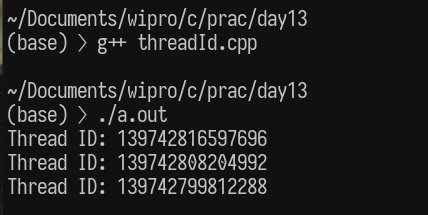 ~/Documents/wipro/c/prac/day13
(base) > g++ threadId.cpp
~/Documents/wipro/c/prac/day13
(base) > ./a.out
Thread ID: 139742816597696
Thread ID: 139742808204992
Thread ID: 139742799812288